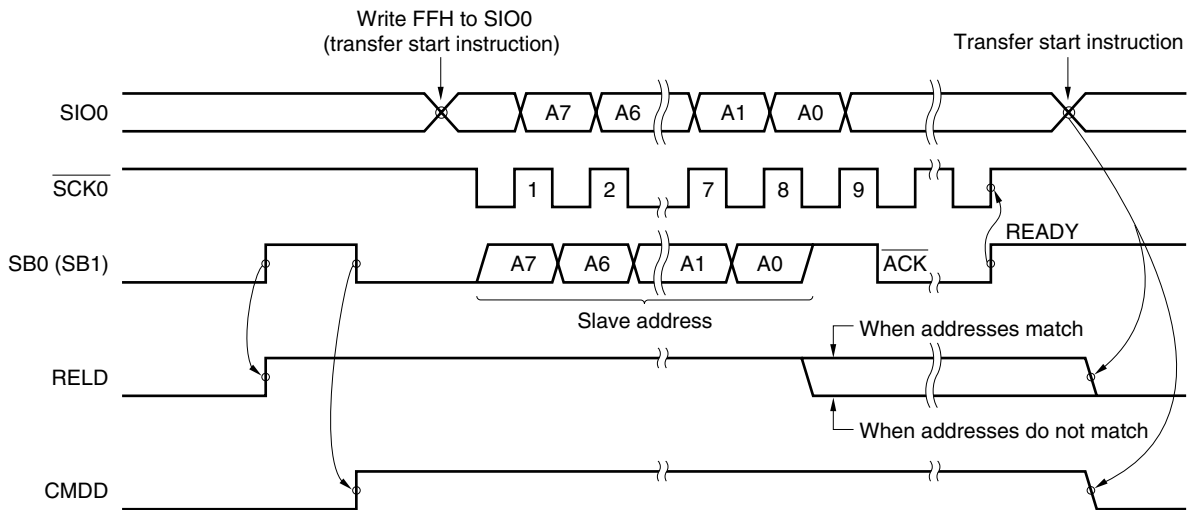 Write FFH to SIO0
(transfer start instruction)
Transfer start instruction
SIO0
A7
A6
A1
A0
SCK0
1
2
7
8
9
READY
SB0 (SB1)
A7
A6
A1
A0
ACK
Slave address
When addresses match
RELD
When addresses do not match
CMDD